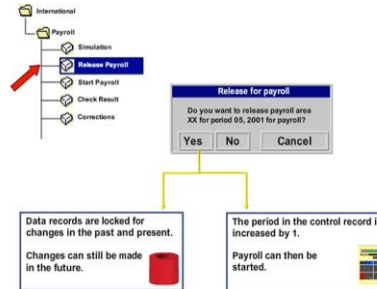 International
Payroll
Simulation
Release Payroll
Start Payroll
Check Result
Corrections
Release for payroll
Do you want to release payroll area
XX for period 05, 2001 for payroll?
Yes No Cancel
Data records are locked for
changes in the past and present.
Changes can still be made
in the future.
The period in the control record i
increased by 1.
Payroll can then be
started.